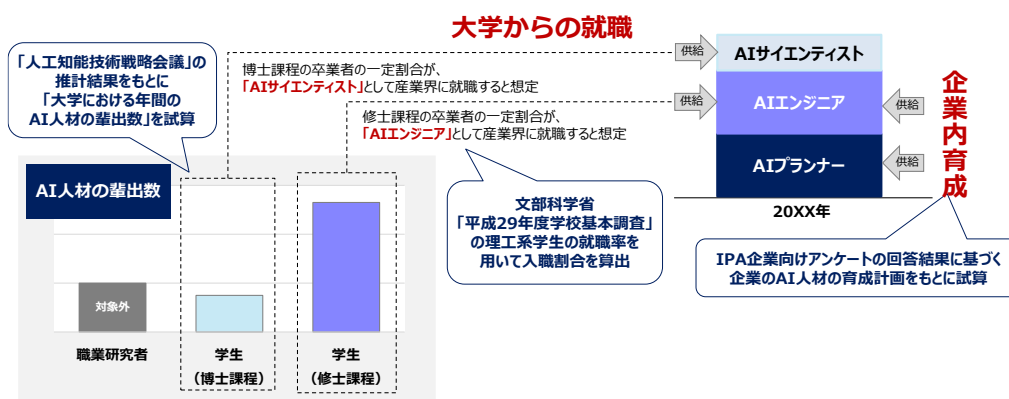 大学からの就職
「人工知能技術戦略会議」の
推計結果をもとに
「大学における年間の
AI人材の輩出数」を試算
博士課程の卒業者の一定割合が、
「AIサイエンティスト」として産業界に就職すると想定
修士課程の卒業者の一定割合が、
「AIエンジニア」として産業界に就職すると想定
供給
AIサイエンティスト
供給
AIエンジニア
供給
AIプランナー
供給
20XX年
企業内育成
AI人材の輩出数
対象外
職業研究者
学生
（博士課程）
学生
（修士課程）
文部科学省
「平成29年度学校基本調査」
の理工系学生の就職率を
用いて入職割合を算出
IPA企業向けアンケートの回答結果に基づく
企業のAI人材の育成計画をもとに試算